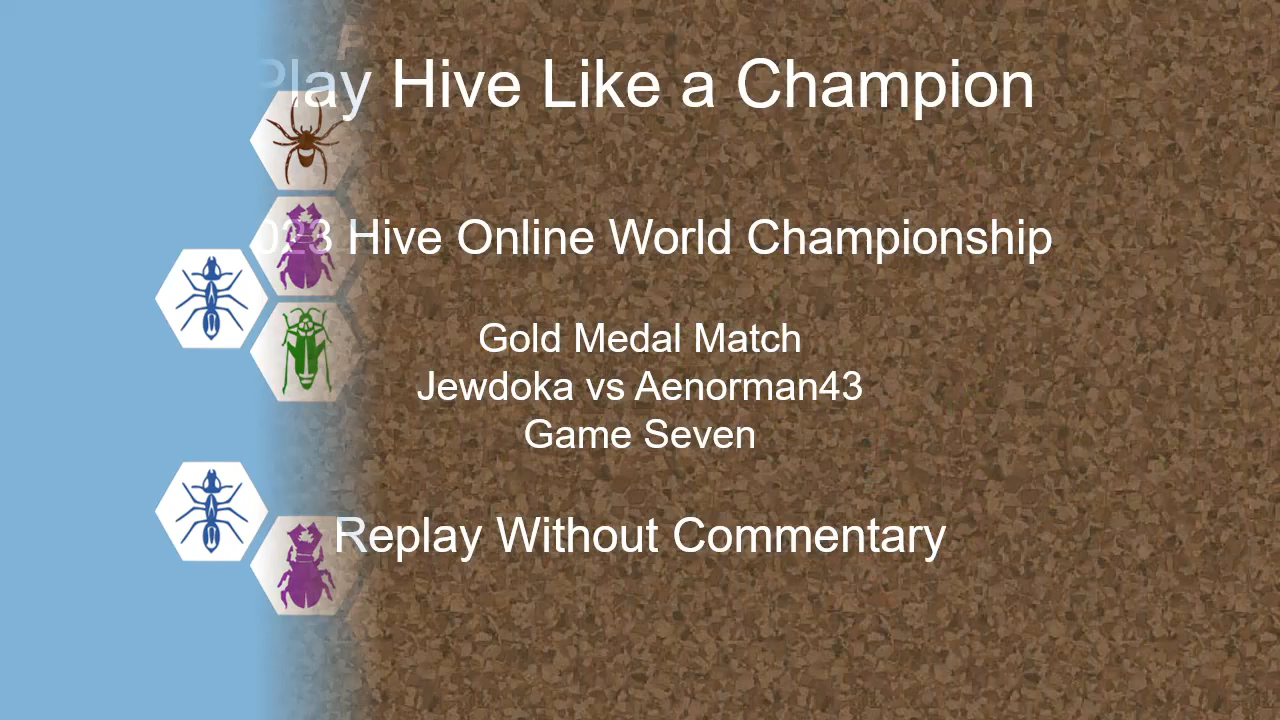 Play Hive Like a Champion
023 Hive Online World Championship
Gold Medal Match
Jewdoka vs Aenorman43
Game Seven
Replay Without Commentary